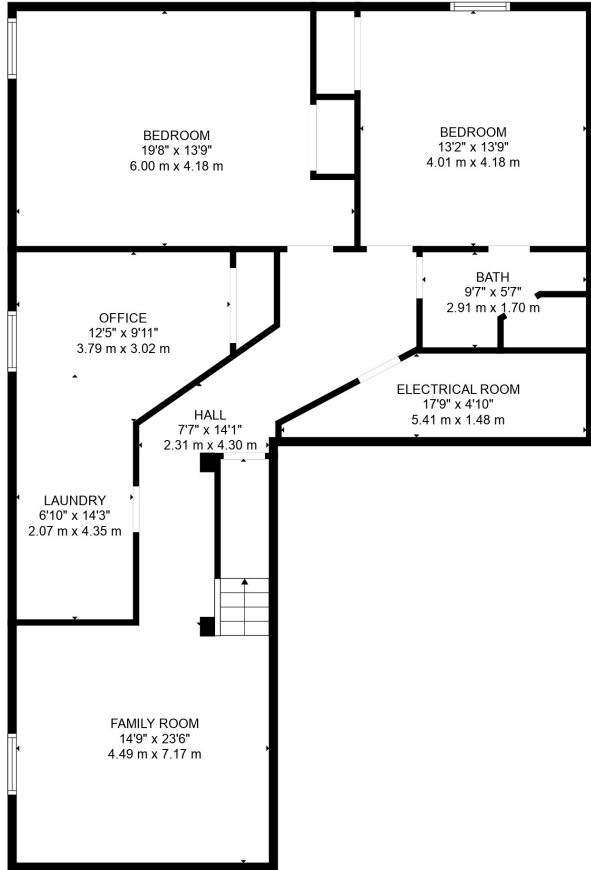 BEDROOM
19'8" x 13'9"
6.00 m x 4.18 m
BEDROOM
13'2" x 13'9"
4.01 m x 4.18 m
BATH
9'7" x 5'7"
2.91 m x 1.70 m
OFFICE
12'5" x 9'11"
3.79 m x 3.02 m
ELECTRICAL ROOM
17'9" x 4'10"
5.41 m x 1.48 m
HALL
7'7" x 14'1"
2.31 m x 4.30 m
LAUNDRY
6'10" x 14'3"
2.07 m x 4.35 m
FAMILY ROOM
14'9" x 23'6"
4.49 m x 7.17 m